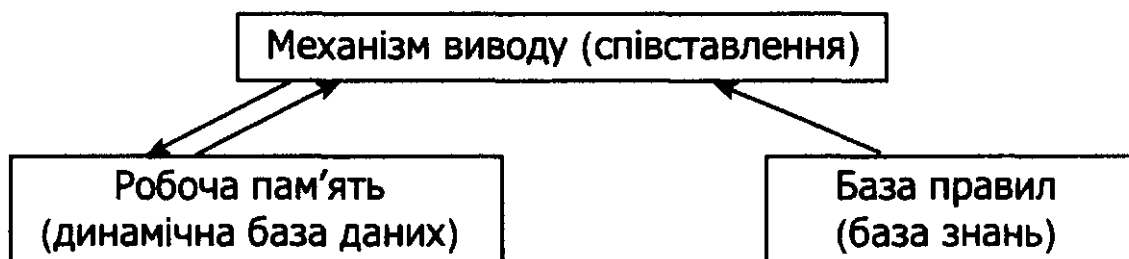 Механізм виводу (співставлення)
Робоча пам’ять
(динамічна база даних)
База правил
(база знань)